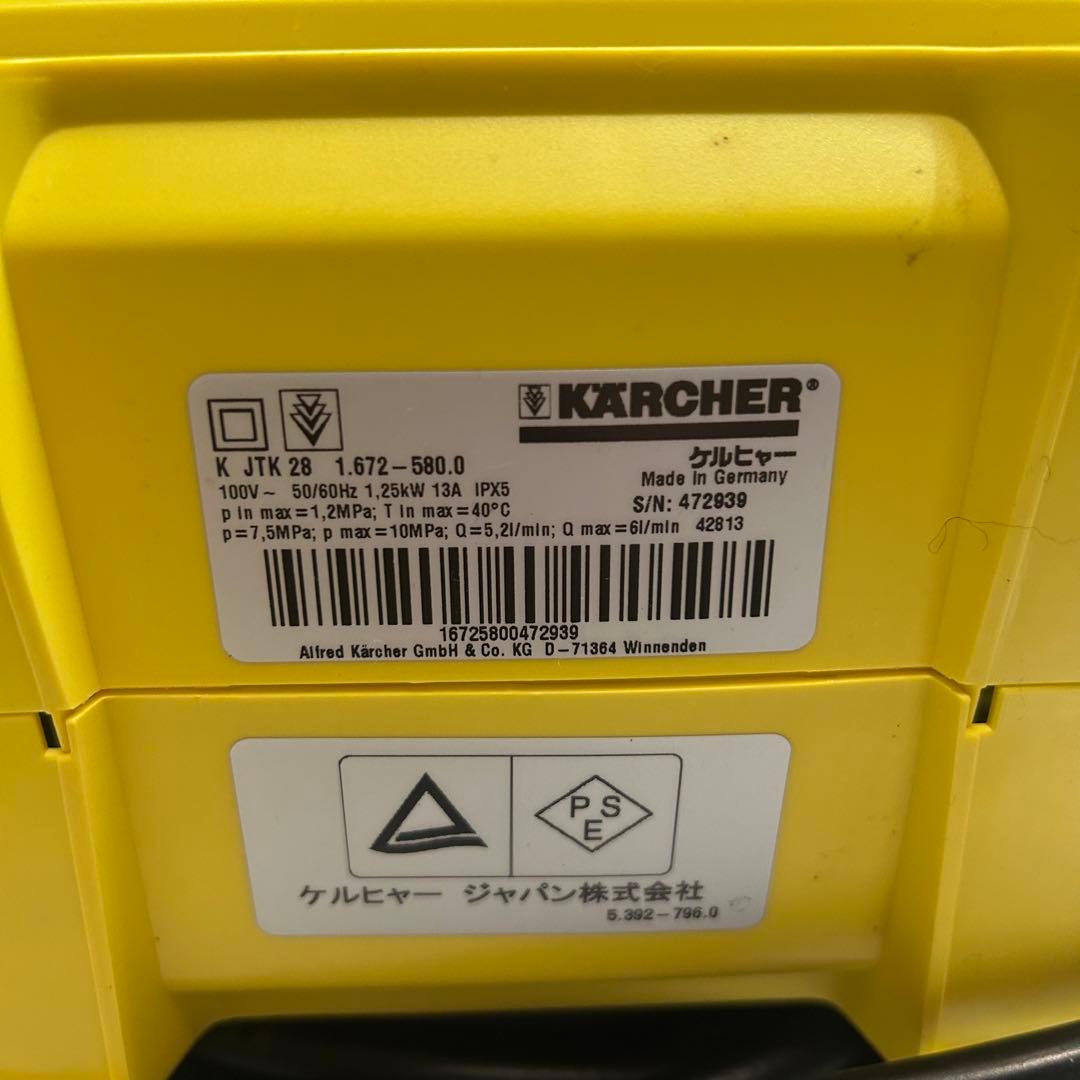 KÄRCHER®
ケルヒャー
K JTK 28 1.672-580.0
Made in Germany
100V~ 50/60Hz 1,25kW 13A IPX5
S/N: 472939
p in max=1,2MPa; T in max=40°C
p=7,5MPa; p max=10MPa; Q=5,2l/min; Q max=6l/min 42813
16725800472939
Alfred Kärcher GmbH & Co. KG D-71364 Winnenden
PSE
ケルヒャー ジャパン株式会社
5.392-796.0